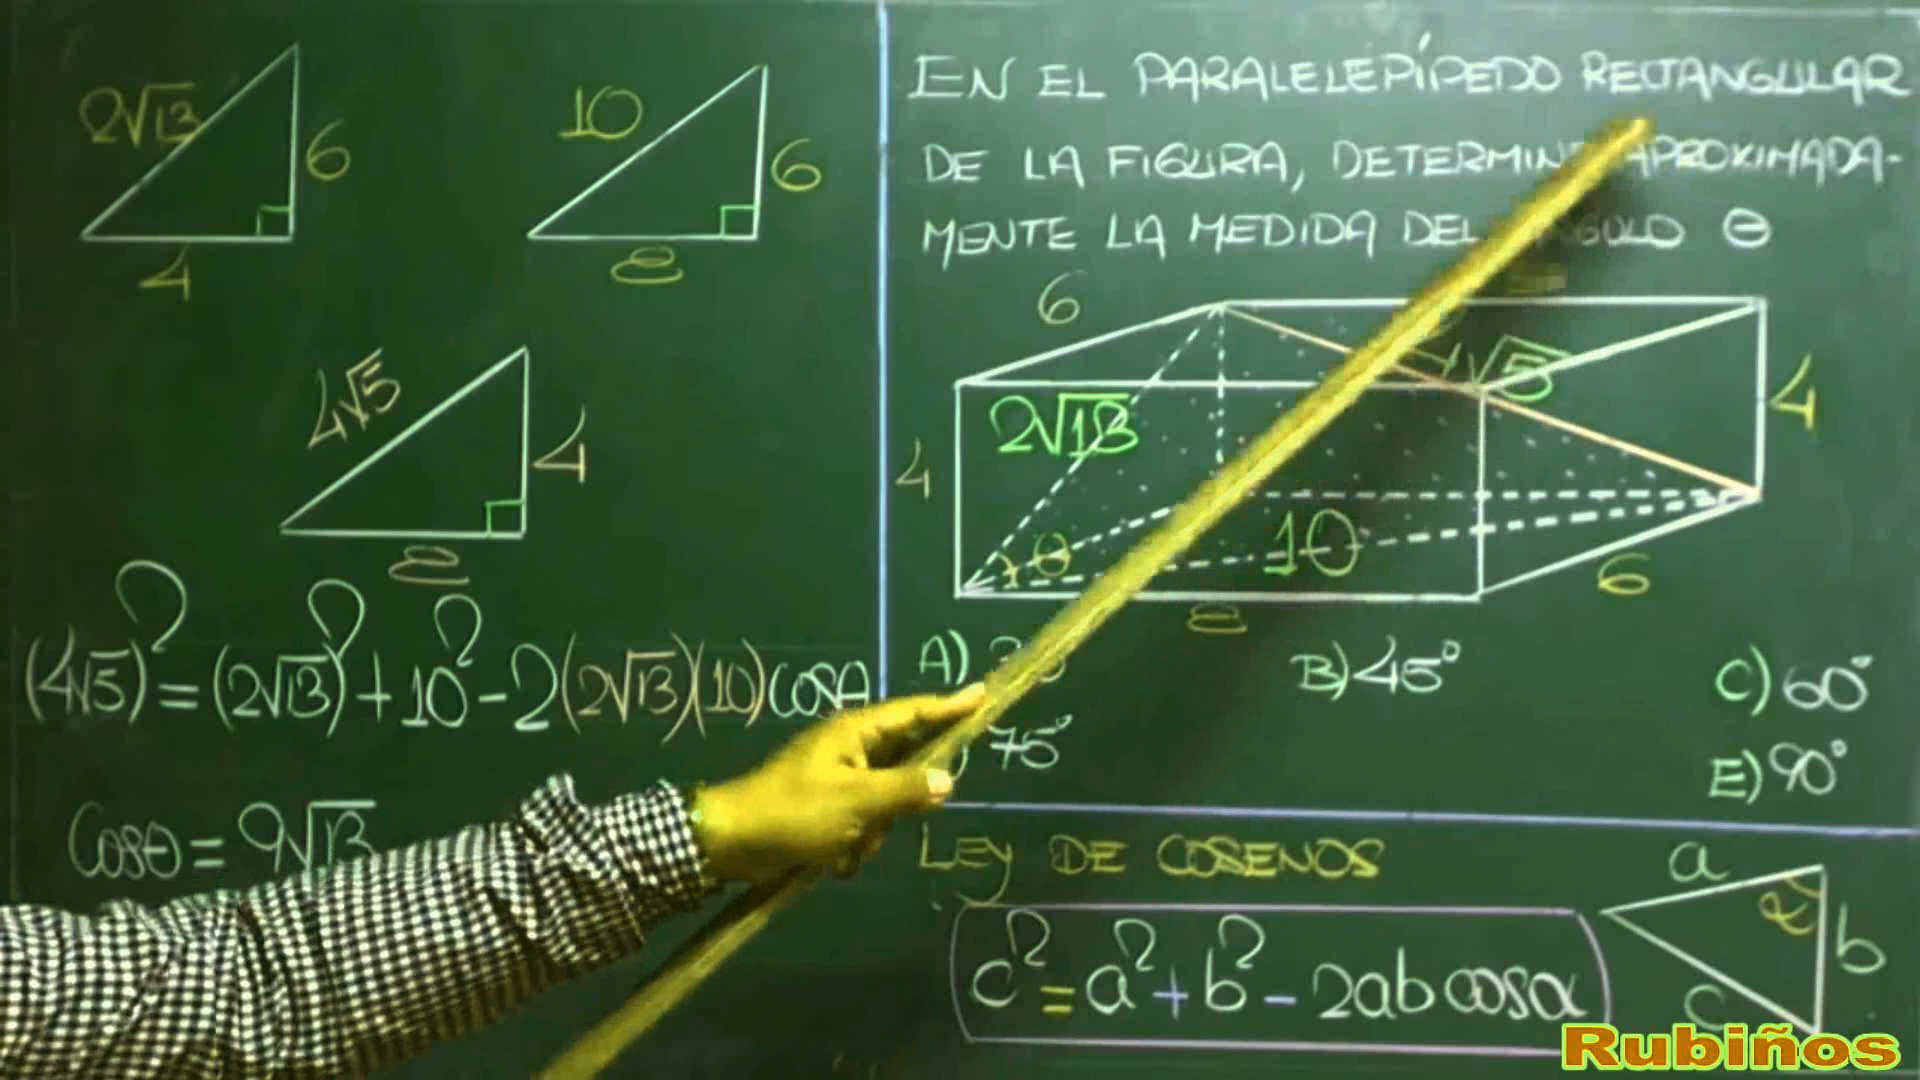 2√13
6
4
10
6
8
4√5
4
8
(4√5)² = (2√13)² + 10² - 2(2√13)(10)cosθ
Cosθ = 9√13
EN EL PARALELEPÍPEDO RECTANGULAR
DE LA FIGURA, APROXIMADA-
MENTE LA MEDIDA DEL θ
6
4√5
4
2√13
4
θ
10
6
8
A)
B) 45°
C) 60°
75°
E) 90°
LEY DE COSENOS
c² = a² + b² - 2ab cosα
a
α
b
c
Rubiños